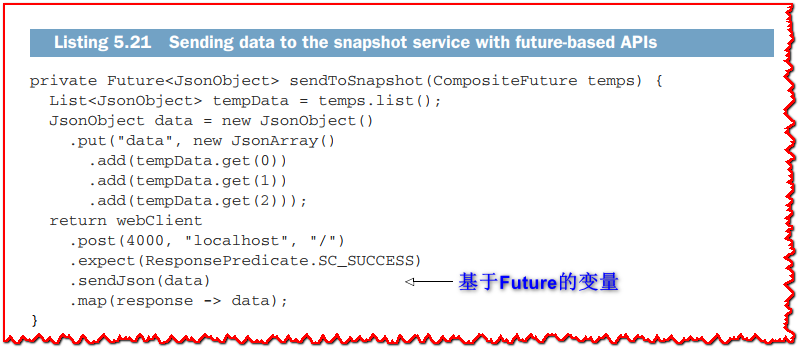 Listing 5.21 Sending data to the snapshot service with future-based APIs
private Future<JsonObject> sendToSnapshot(CompositeFuture temps) {
  List<JsonObject> tempData = temps.list();
  JsonObject data = new JsonObject()
    .put("data", new JsonArray()
      .add(tempData.get(0))
      .add(tempData.get(1))
      .add(tempData.get(2)));
  return webClient
    .post(4000, "localhost", "/")
    .expect(ResponsePredicate.SC_SUCCESS)
    .sendJson(data) 基于Future的变量
    .map(response -> data);
}